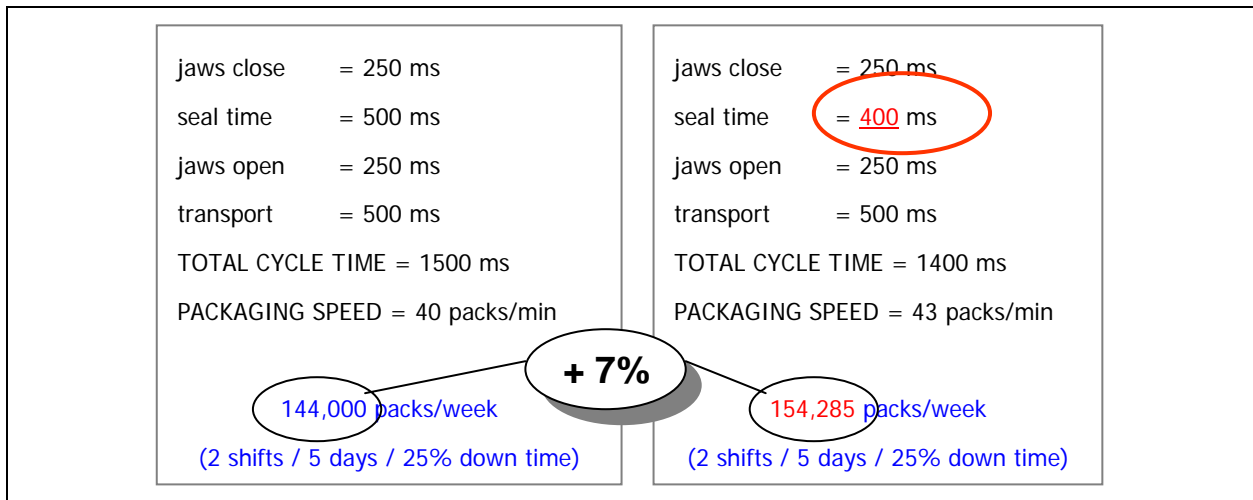 jaws close = 250 ms
seal time = 500 ms
jaws open = 250 ms
transport = 500 ms
TOTAL CYCLE TIME = 1500 ms
PACKAGING SPEED = 40 packs/min
144,000 packs/week
(2 shifts / 5 days / 25% down time)
+ 7%
jaws close = 250 ms
seal time = 400 ms
jaws open = 250 ms
transport = 500 ms
TOTAL CYCLE TIME = 1400 ms
PACKAGING SPEED = 43 packs/min
154,285 packs/week
(2 shifts / 5 days / 25% down time)